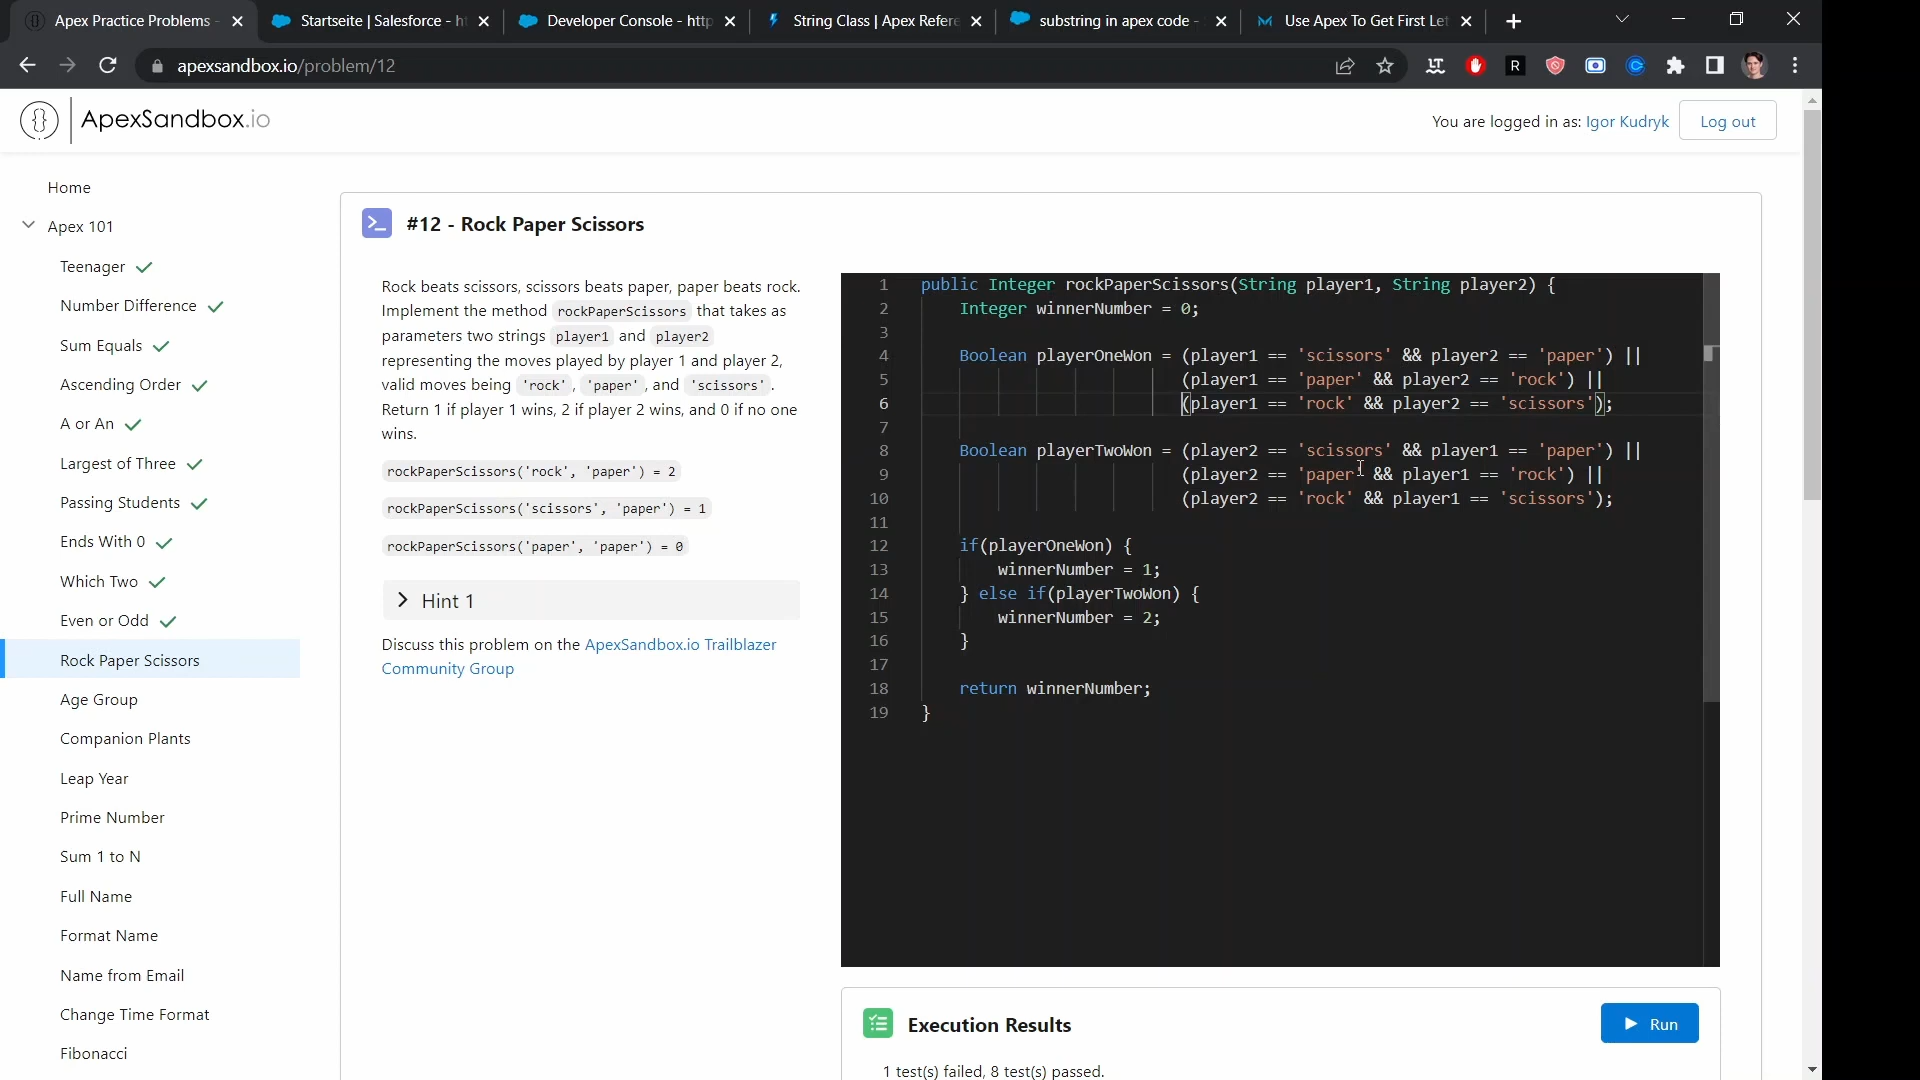 Apex Practice Problems -
Startseite | Salesforce - h
Developer Console - http
String Class | Apex Refere
substring in apex code -
Use Apex To Get First Let
apexsandbox.io/problem/12
ApexSandbox.io
You are logged in as: Igor Kudryk
Log out
Home
Apex 101
Teenager
Number Difference
Sum Equals
Ascending Order
A or An
Largest of Three
Passing Students
Ends With 0
Which Two
Even or Odd
Rock Paper Scissors
Age Group
Companion Plants
Leap Year
Prime Number
Sum 1 to N
Full Name
Format Name
Name from Email
Change Time Format
Fibonacci
#12 - Rock Paper Scissors
Rock beats scissors, scissors beats paper, paper beats rock.
Implement the method rockPaperScissors that takes as
parameters two strings player1 and player2
representing the moves played by player 1 and player 2,
valid moves being 'rock', 'paper', and 'scissors'.
Return 1 if player 1 wins, 2 if player 2 wins, and 0 if no one
wins.
rockPaperScissors('rock', 'paper') = 2
rockPaperScissors('scissors', 'paper') = 1
rockPaperScissors('paper', 'paper') = 0
Hint 1
Discuss this problem on the ApexSandbox.io Trailblazer
Community Group
1 public Integer rockPaperScissors(String player1, String player2) {
2 Integer winnerNumber = 0;
3
4 Boolean playerOneWon = (player1 == 'scissors' && player2 == 'paper') ||
5 (player1 == 'paper' && player2 == 'rock') ||
6 (player1 == 'rock' && player2 == 'scissors');
7
8 Boolean playerTwoWon = (player2 == 'scissors' && player1 == 'paper') ||
9 (player2 == 'paper' && player1 == 'rock') ||
10 (player2 == 'rock' && player1 == 'scissors');
11
12 if(playerOneWon) {
13 winnerNumber = 1;
14 } else if(playerTwoWon) {
15 winnerNumber = 2;
16 }
17
18 return winnerNumber;
19 }
Execution Results
Run
1 test(s) failed, 8 test(s) passed.